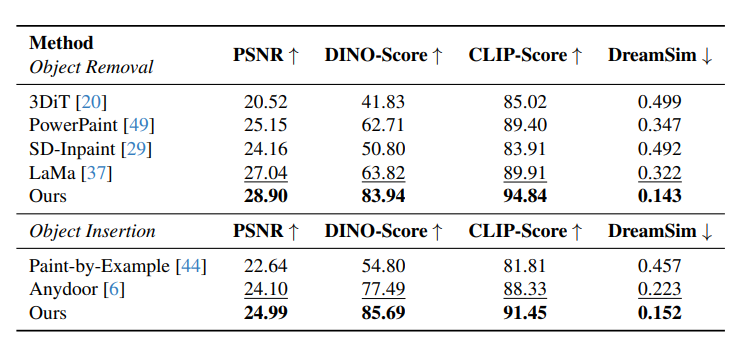 Method PSNR ↑ DINO-Score ↑ CLIP-Score ↑ DreamSim ↓
Object Removal
3DiT [20] 20.52 41.83 85.02 0.499
PowerPaint [49] 25.15 62.71 89.40 0.347
SD-Inpaint [29] 24.16 50.80 83.91 0.492
LaMa [37] 27.04 63.82 89.91 0.322
Ours 28.90 83.94 94.84 0.143
Object Insertion PSNR ↑ DINO-Score ↑ CLIP-Score ↑ DreamSim ↓
Paint-by-Example [44] 22.64 54.80 81.81 0.457
Anydoor [6] 24.10 77.49 88.33 0.223
Ours 24.99 85.69 91.45 0.152